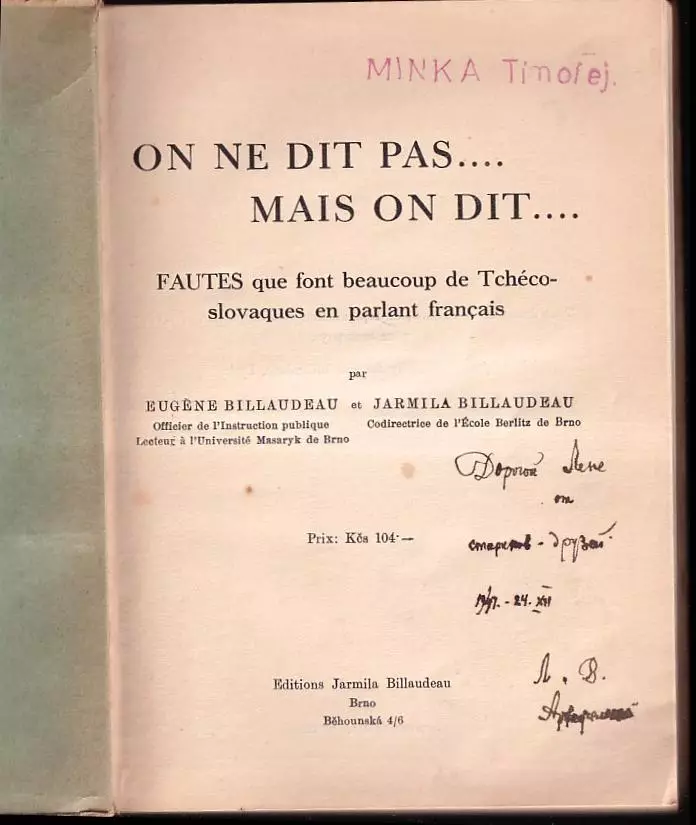 MINKA Timofej.
ON NE DIT PAS....
MAIS ON DIT....
FAUTES que font beaucoup de Tchéco-
slovaques en parlant français
par
EUGÈNE BILLAUDEAU et JARMILA BILLAUDEAU
Officier de l'Instruction publique Codirectrice de l'École Berlitz de Brno
Lecteur à l'Université Masaryk de Brno
Дорогой Лене
от
Prix: Kčs 104·—
стариков - друзей
1947. - 24. XII
Editions Jarmila Billaudeau
Brno
Běhounská 4/6
Л. В.